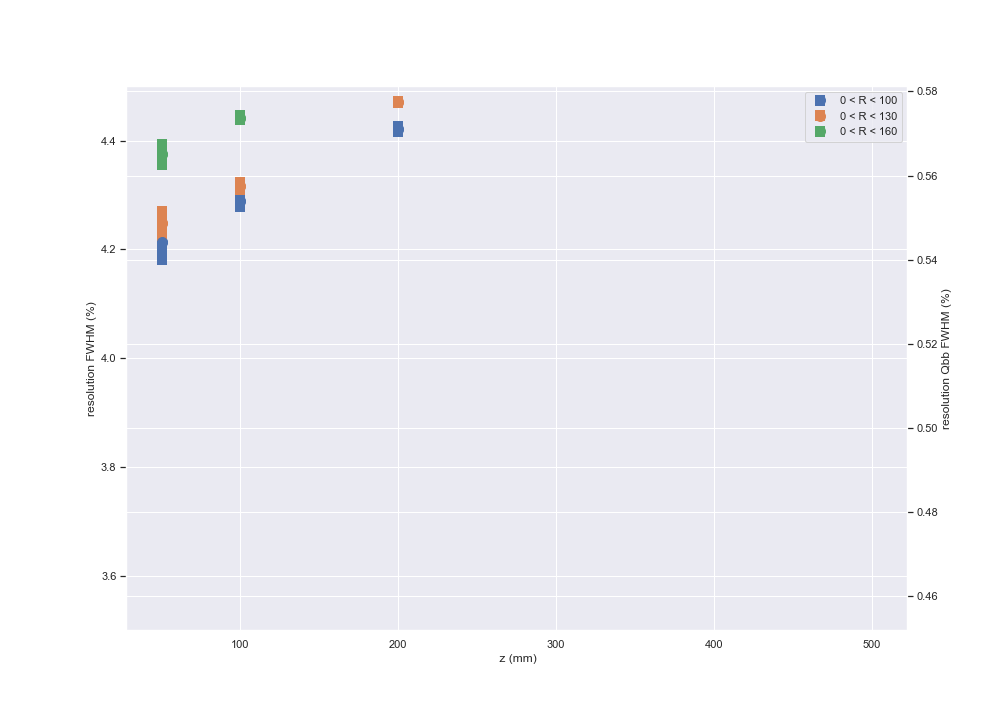 0 < R < 100
0 < R < 130
0 < R < 160
4.4
4.2
4.0
3.8
3.6
resolution FWHM (%)
0.58
0.56
0.54
0.52
0.50
0.48
0.46
resolution Qbb FWHM (%)
100
200
300
400
500
z (mm)